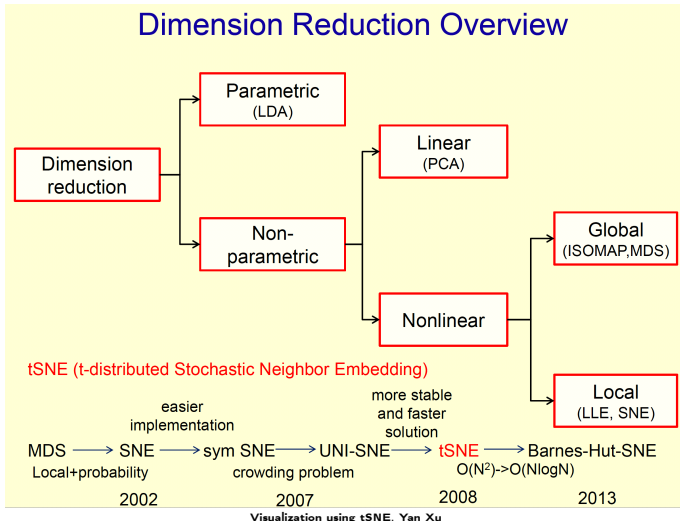 Dimension Reduction Overview
Parametric
(LDA)
Linear
(PCA)
Dimension
reduction
Non-
parametric
Global
(ISOMAP,MDS)
Nonlinear
tSNE (t-distributed Stochastic Neighbor Embedding)
Local
(LLE, SNE)
easier
implementation
more stable
and faster
solution
MDS SNE sym SNE UNI-SNE tSNE Barnes-Hut-SNE
Local+probability crowding problem O(N²)->O(NlogN)
2002 2007 2008 2013
Visualization using tSNE, Yan Xu